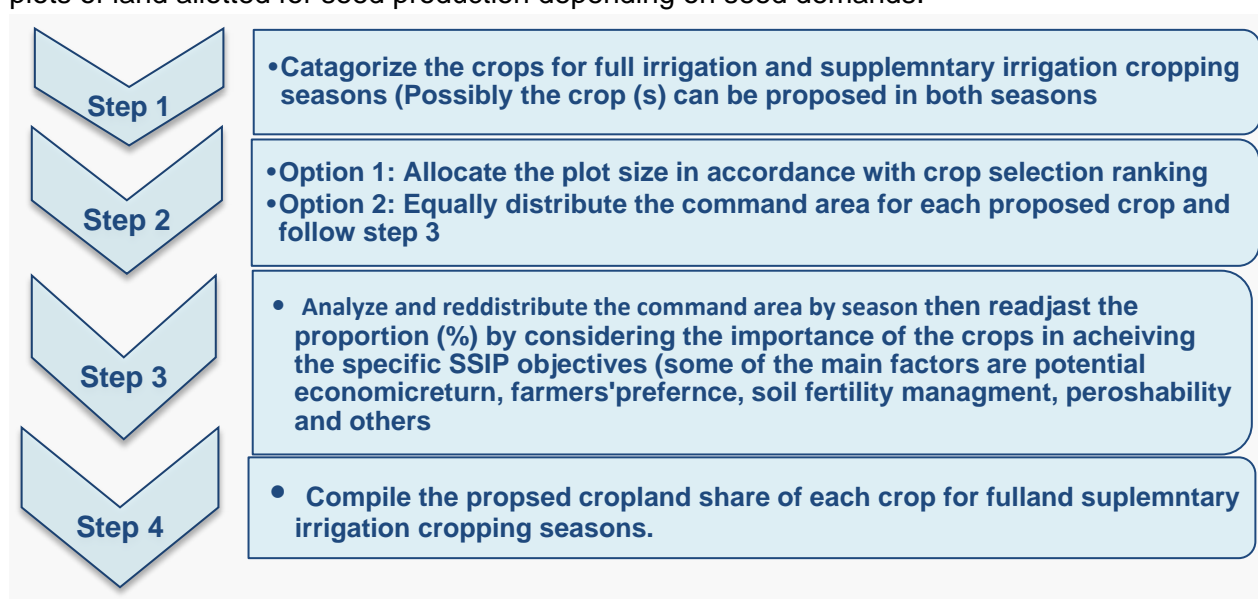 plots of land allotted for seed production depending on seed demands.
Step 1
•Catagorize the crops for full irrigation and supplemntary irrigation cropping
seasons (Possibly the crop (s) can be proposed in both seasons
Step 2
•Option 1: Allocate the plot size in accordance with crop selection ranking
•Option 2: Equally distribute the command area for each proposed crop and
follow step 3
Step 3
• Analyze and reddistribute the command area by season then readjast the
proportion (%) by considering the importance of the crops in acheiving
the specific SSIP objectives (some of the main factors are potential
economicreturn, farmers'prefernce, soil fertility managment, peroshability
and others
Step 4
• Compile the propsed cropland share of each crop for fulland suplemntary
irrigation cropping seasons.